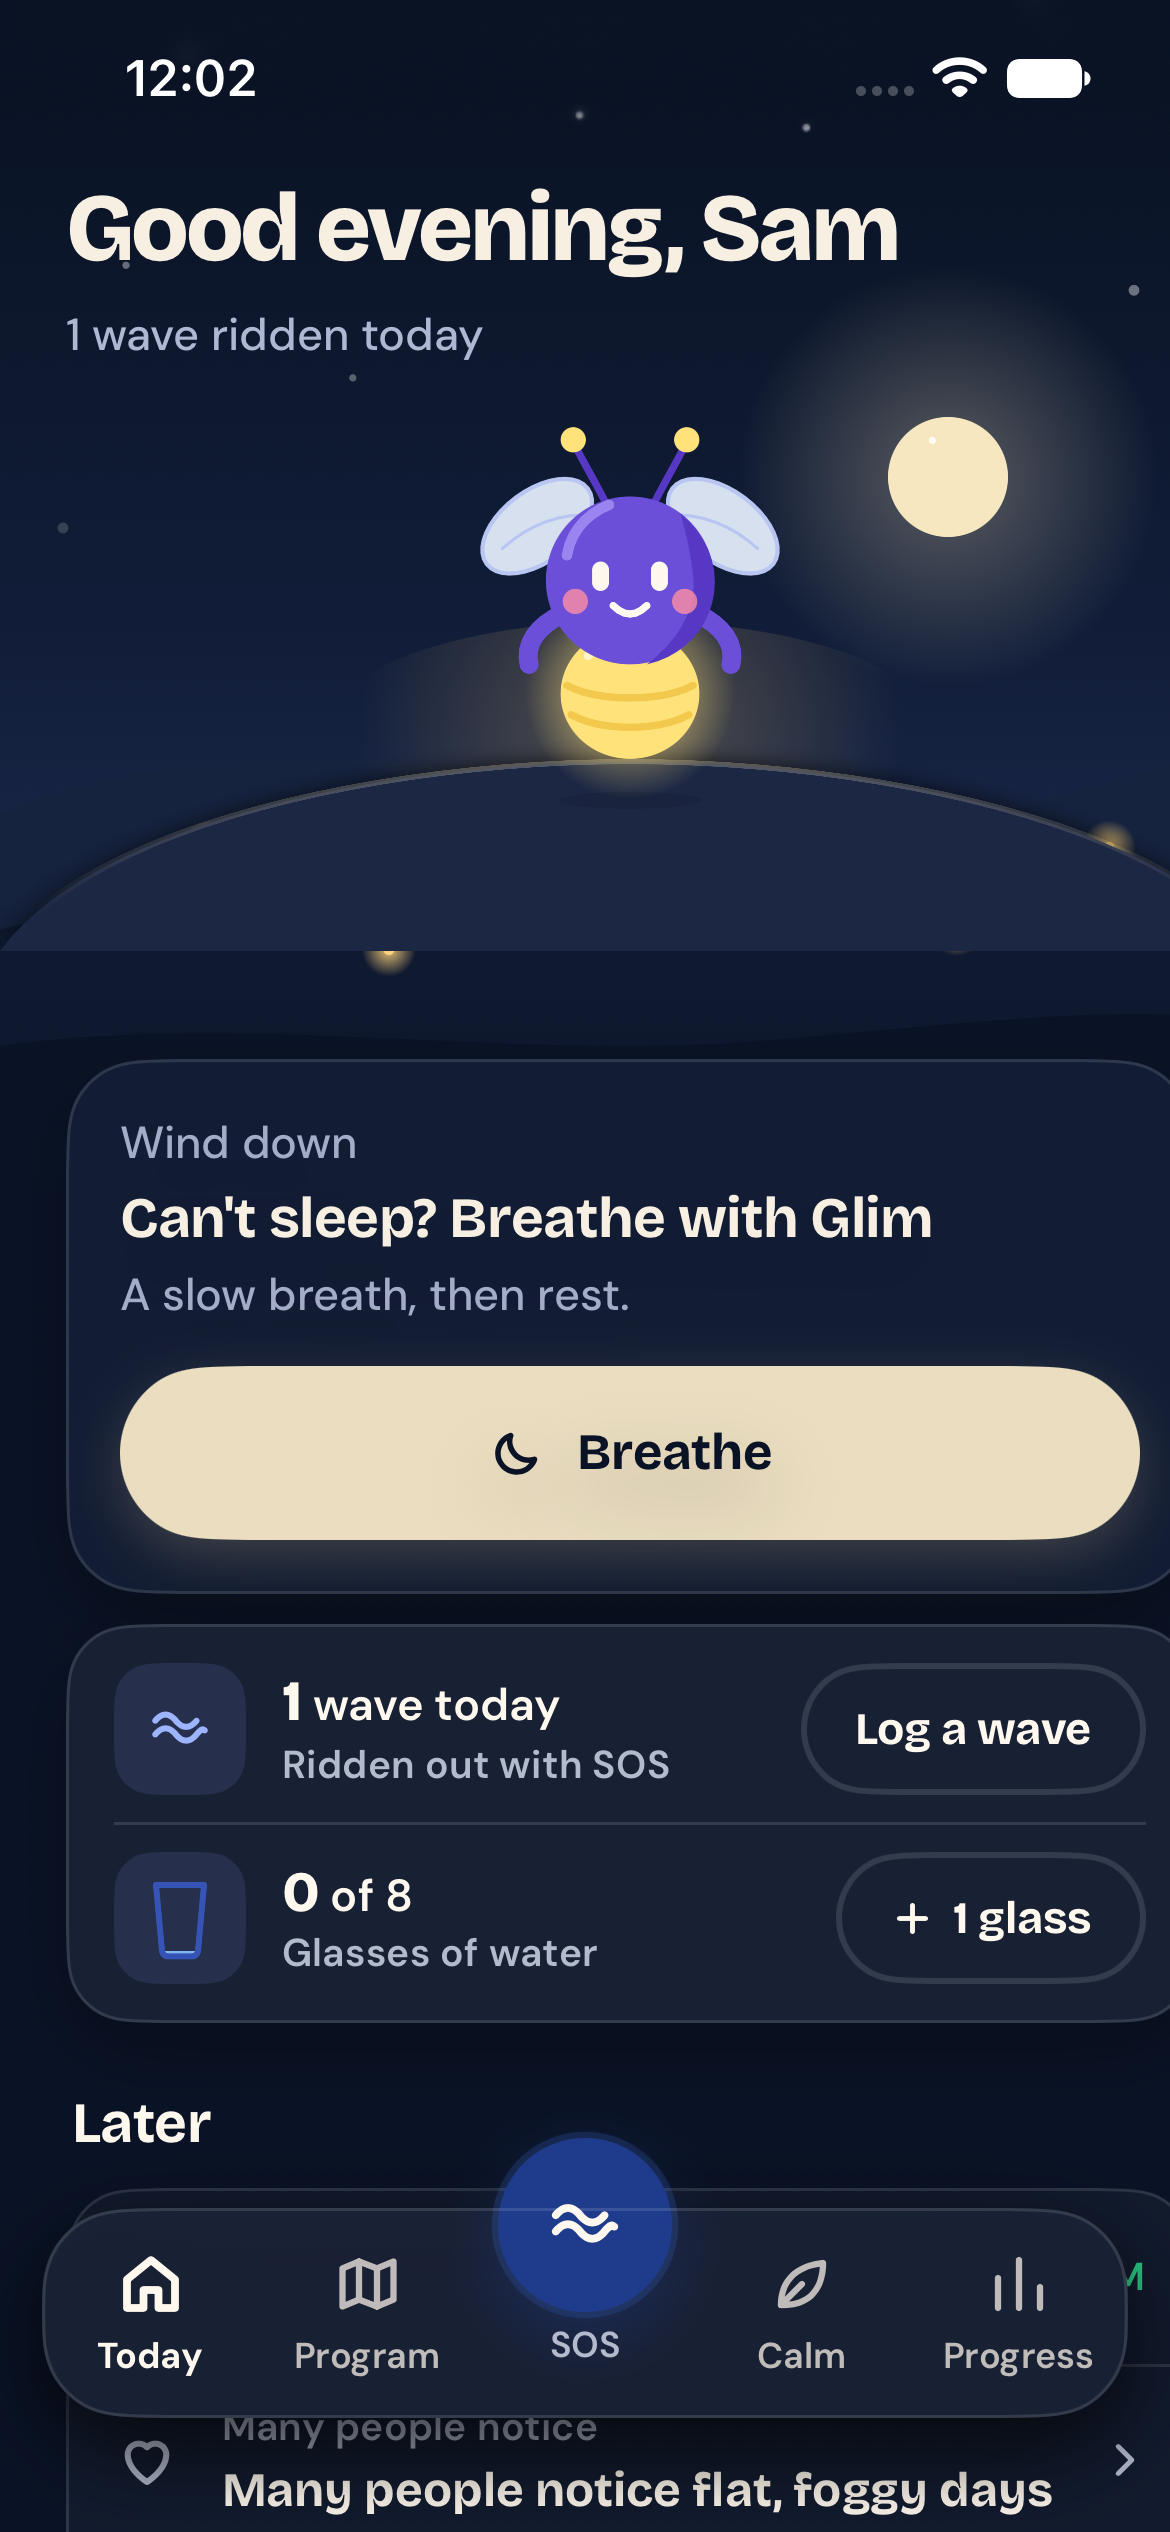 12:02
Good evening, Sam
1 wave ridden today
Wind down
Can't sleep? Breathe with Glim
A slow breath, then rest.
Breathe
1 wave today
Ridden out with SOS
Log a wave
0 of 8
Glasses of water
+ 1 glass
Later
Today
Program
SOS
Calm
Progress
Many people notice
Many people notice flat, foggy days